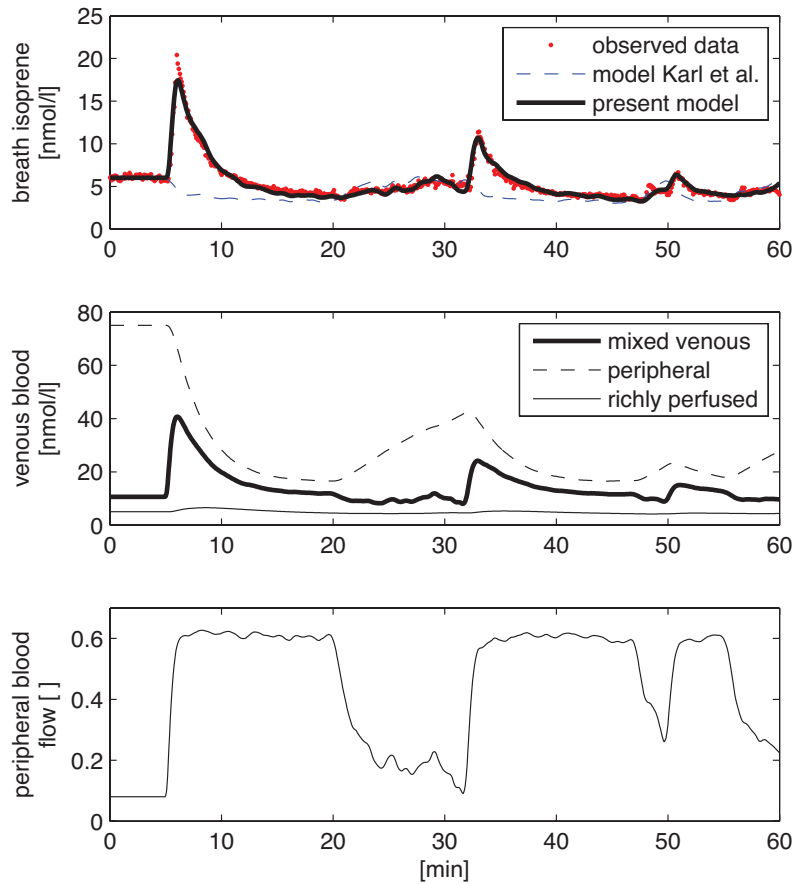 25
20
15
10
5
0
breath isoprene
[nmol/l]
observed data
model Karl et al.
present model
0 10 20 30 40 50 60
80
60
40
20
0
venous blood
[nmol/l]
mixed venous
peripheral
richly perfused
0 10 20 30 40 50 60
0.6
0.4
0.2
0
peripheral blood
flow [ ]
0 10 20 30 40 50 60
[min]